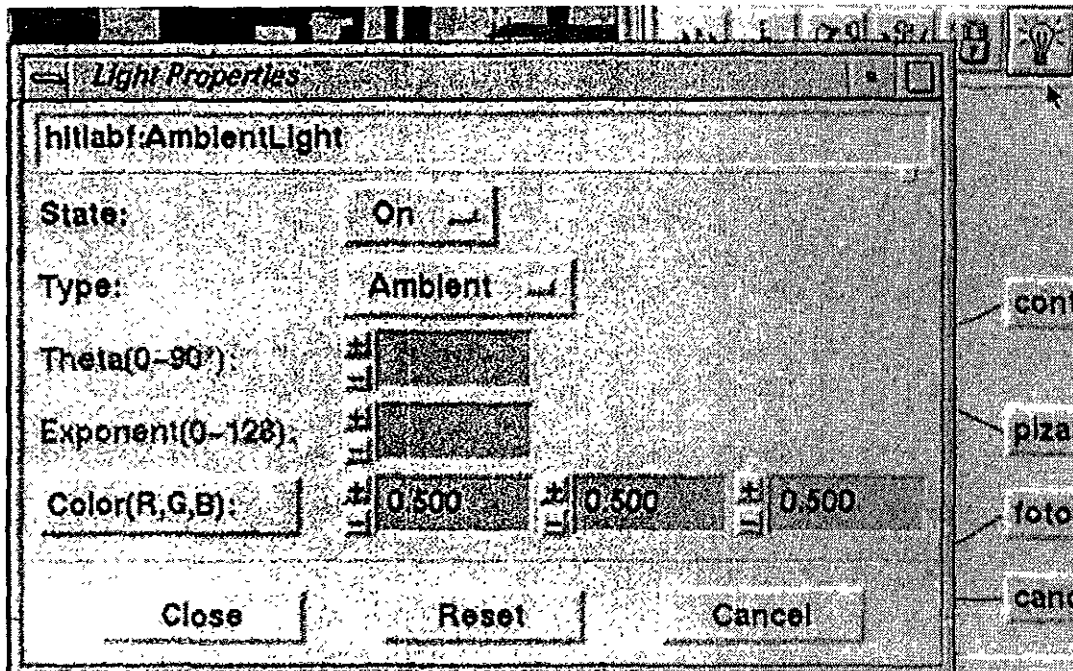 Light Properties
hitlabf:AmbientLight
State: On
Type: Ambient
Theta(0-90°):
Exponent(0-128):
Color(R,G,B): 0.500 0.500 0.500
Close Reset Cancel
cont
piza
foto
canc